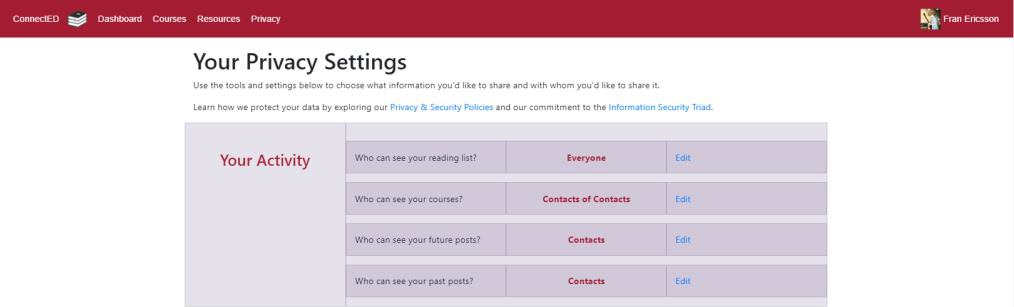 ConnectED Dashboard Courses Resources Privacy Fran Ericsson
Your Privacy Settings
Use the tools and settings below to choose what information you'd like to share and with whom you'd like to share it.
Learn how we protect your data by exploring our Privacy & Security Policies and our commitment to the Information Security Triad.
Your Activity
Who can see your reading list? Everyone Edit
Who can see your courses? Contacts of Contacts Edit
Who can see your future posts? Contacts Edit
Who can see your past posts? Contacts Edit